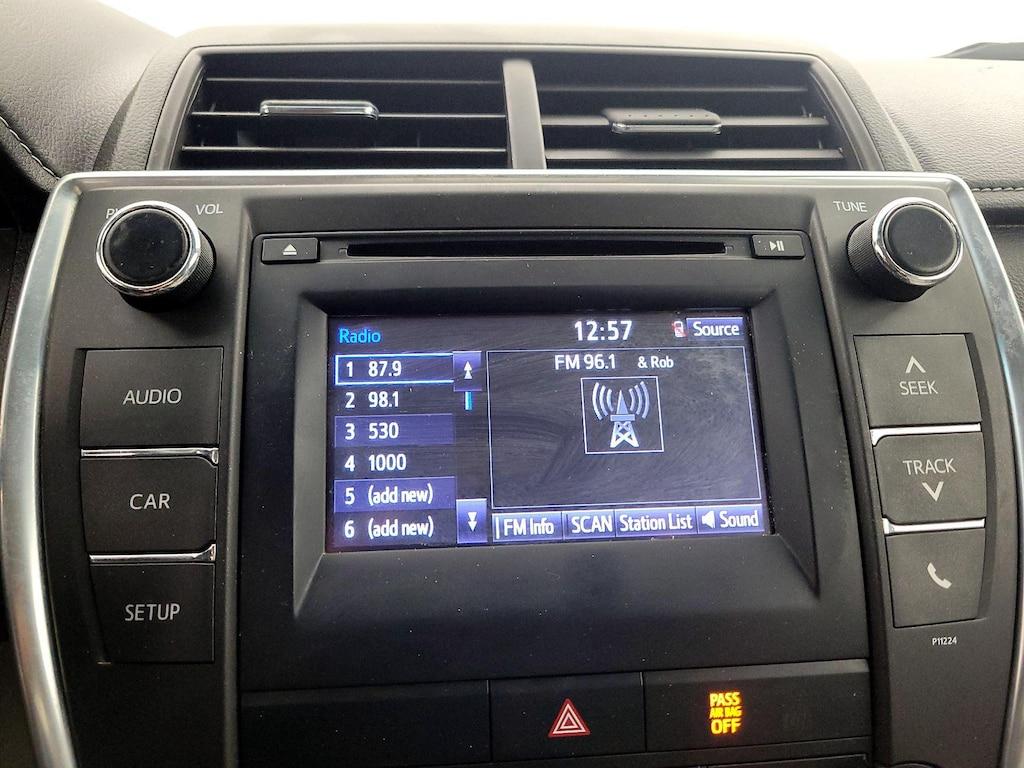 VOL
TUNE
AUDIO
CAR
SETUP
Radio
12:57
Source
1 87.9
2 98.1
3 530
4 1000
5 (add new)
6 (add new)
FM 96.1 & Rob
FM Info
SCAN
Station List
Sound
SEEK
TRACK
P11224
PASS
AIR BAG
OFF